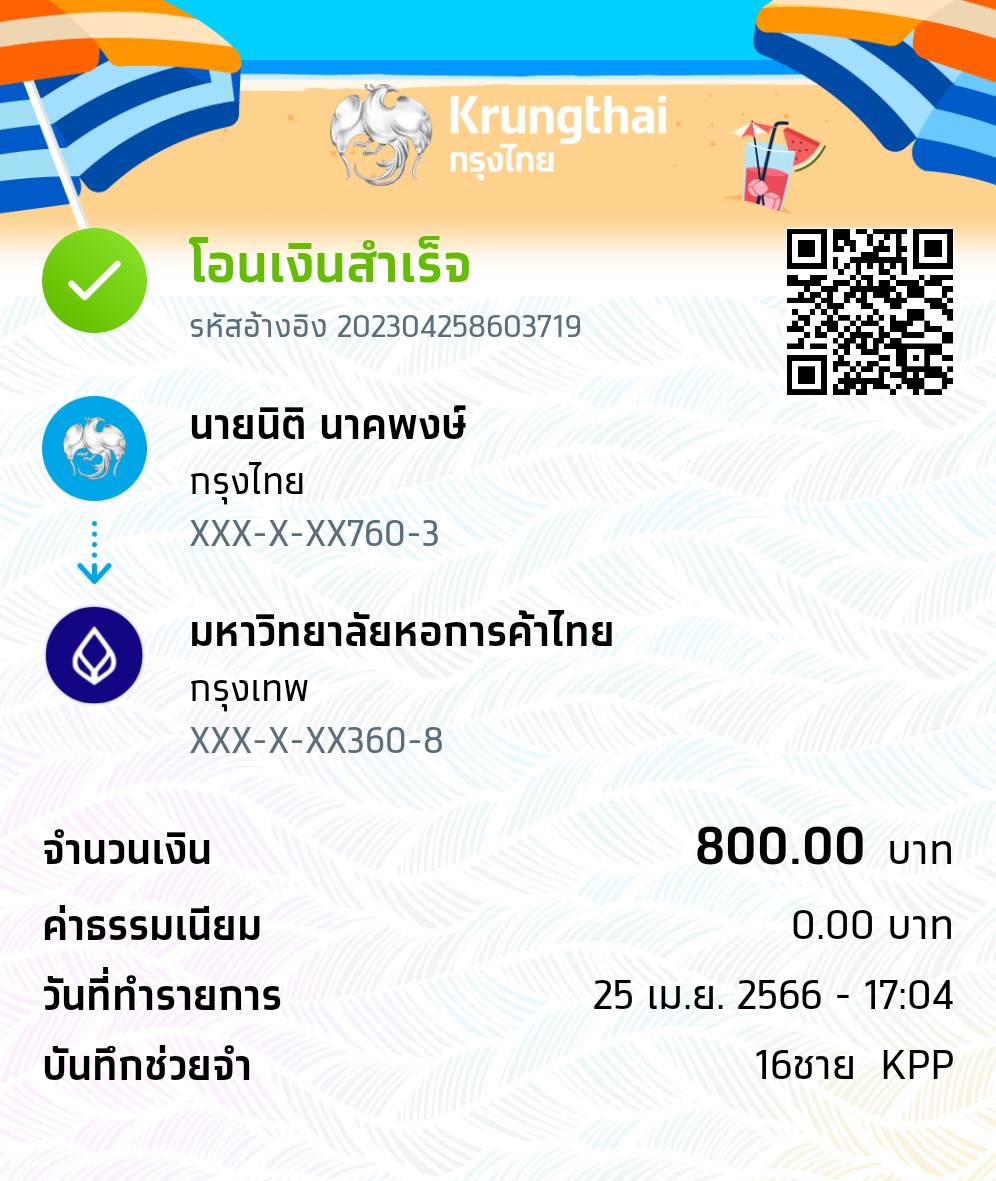 Krungthai
กรุงไทย
โอนเงินสำเร็จ
รหัสอ้างอิง 202304258603719
นายนิติ นาคพงษ์
กรุงไทย
XXX-X-XX760-3
มหาวิทยาลัยหอการค้าไทย
กรุงเทพ
XXX-X-XX360-8
จำนวนเงิน 800.00 บาท
ค่าธรรมเนียม 0.00 บาท
วันที่ทำรายการ 25 เม.ย. 2566 - 17:04
บันทึกช่วยจำ 16ชาย KPP